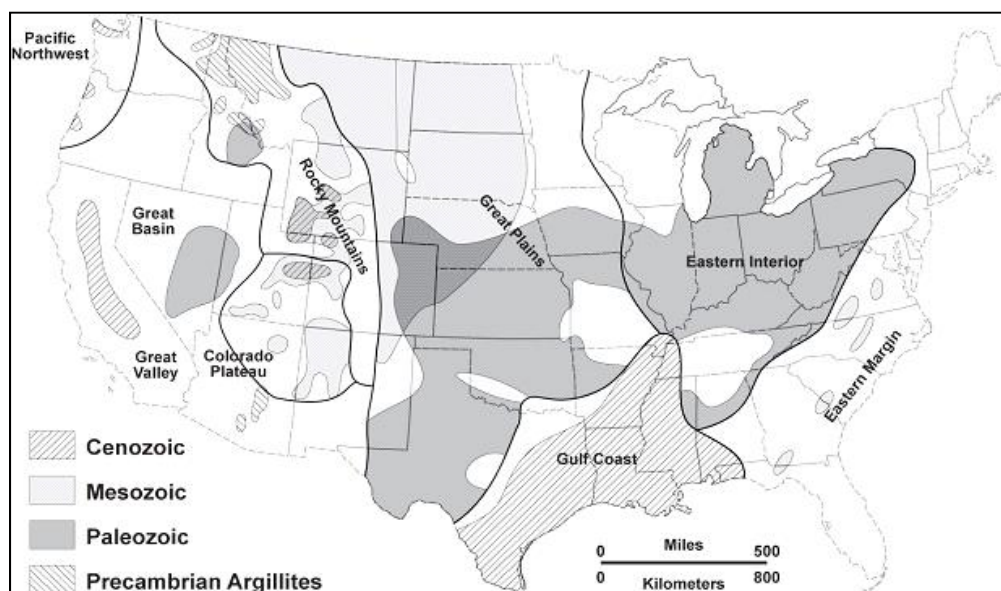 Pacific
Northwest
Rocky Mountains
Great
Basin
Great Plains
Eastern Interior
Great
Valley
Colorado
Plateau
Eastern Margin
Gulf Coast
Cenozoic
Mesozoic
Paleozoic
Precambrian Argillites
0 Miles 500
0 Kilometers 800